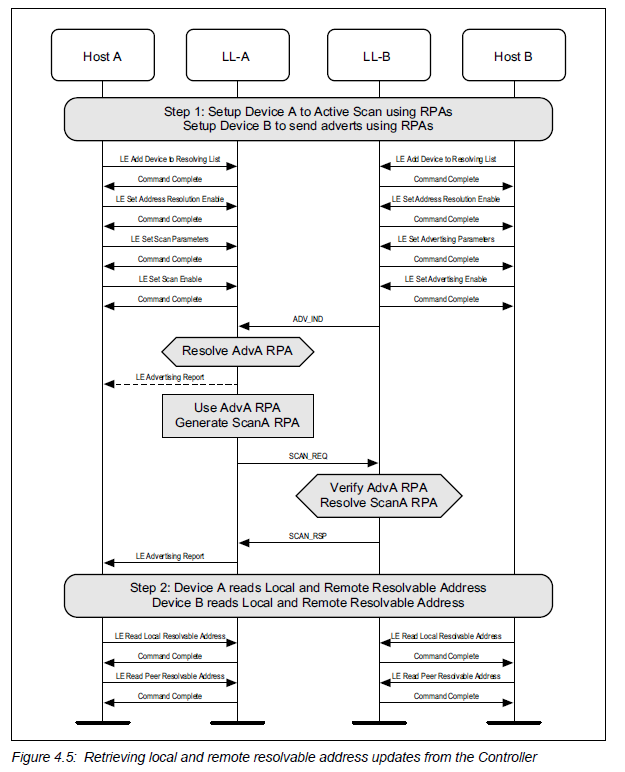 Host A LL-A LL-B Host B
Step 1: Setup Device A to Active Scan using RPAs
Setup Device B to send adverts using RPAs
LE Add Device to Resolving List LE Add Device to Resolving List
Command Complete Command Complete
LE Set Address Resolution Enable LE Set Address Resolution Enable
Command Complete Command Complete
LE Set Scan Parameters LE Set Advertising Parameters
Command Complete Command Complete
LE Set Scan Enable LE Set Advertising Enable
Command Complete Command Complete
ADV_IND
Resolve AdvA RPA
LE Advertising Report
Use AdvA RPA
Generate ScanA RPA
SCAN_REQ
Verify AdvA RPA
Resolve ScanA RPA
SCAN_RSP
LE Advertising Report
Step 2: Device A reads Local and Remote Resolvable Address
Device B reads Local and Remote Resolvable Address
LE Read Local Resolvable Address LE Read Local Resolvable Address
Command Complete Command Complete
LE Read Peer Resolvable Address LE Read Peer Resolvable Address
Command Complete Command Complete
Figure 4.5: Retrieving local and remote resolvable address updates from the Controller